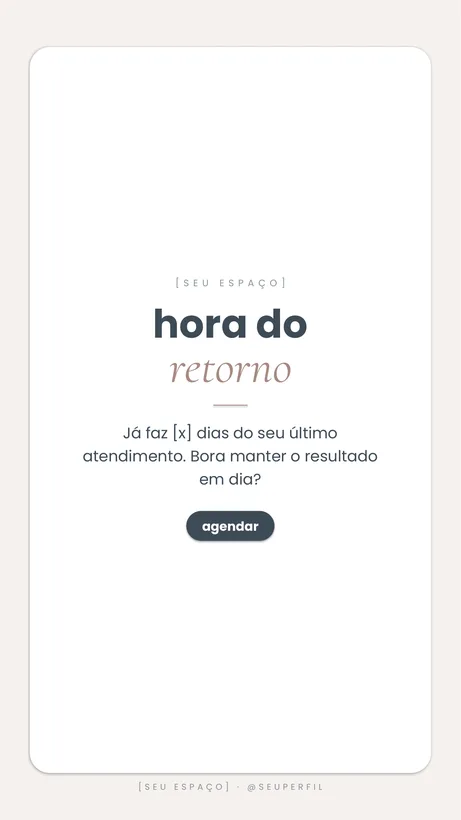 [SEU ESPAÇO]
hora do
retorno
Já faz [x] dias do seu último
atendimento. Bora manter o resultado
em dia?
agendar
[SEU ESPAÇO] · @SEUPERFIL